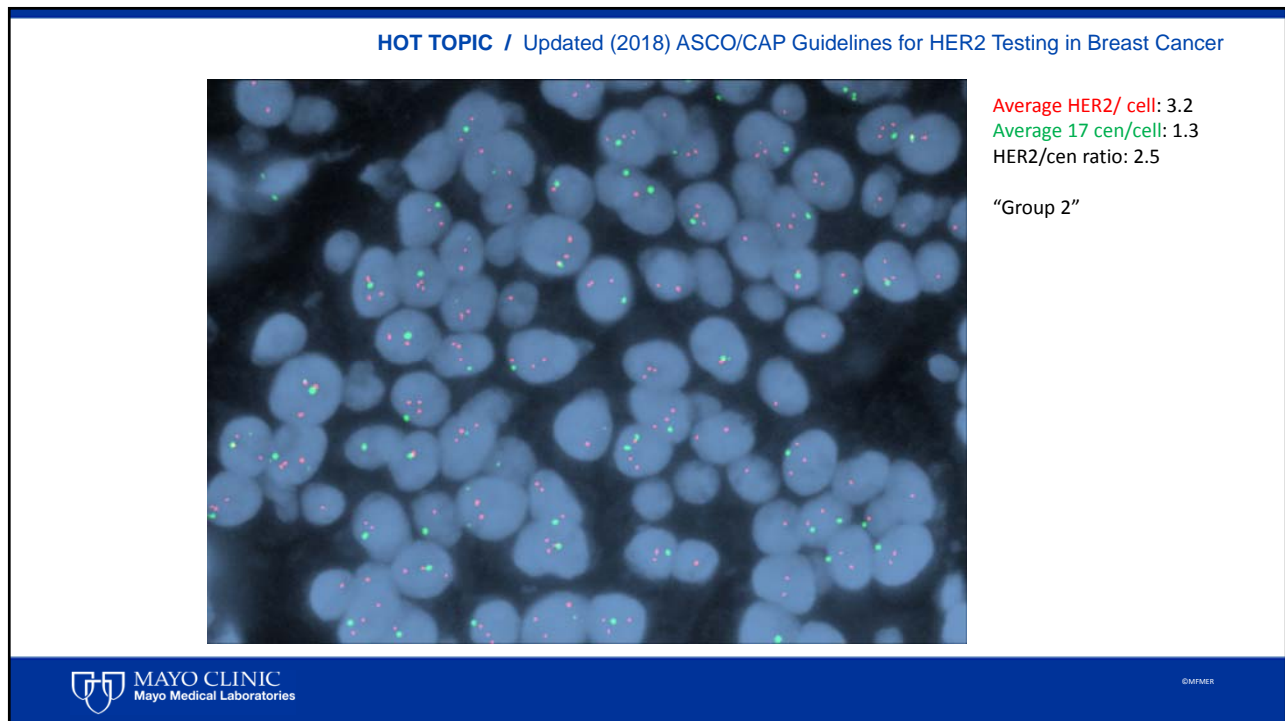 HOT TOPIC / Updated (2018) ASCO/CAP Guidelines for HER2 Testing in Breast Cancer
Average HER2/ cell: 3.2
Average 17 cen/cell: 1.3
HER2/cen ratio: 2.5
“Group 2”
MAYO CLINIC
Mayo Medical Laboratories
©MFMER